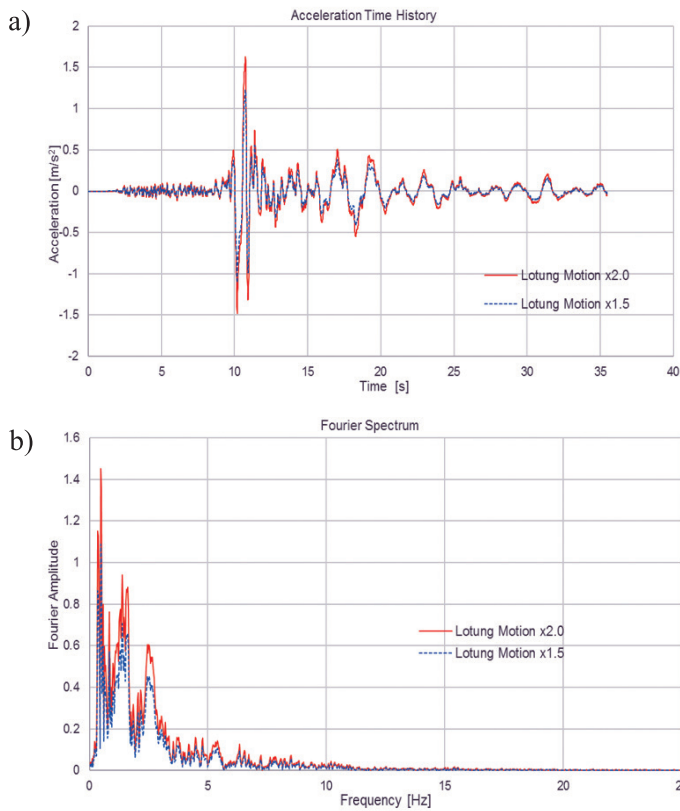 a)
Acceleration Time History
2
1.5
1
0.5
0
-0.5
-1
-1.5
-2
Acceleration [m/s²]
Lotung Motion x2.0
Lotung Motion x1.5
0 5 10 15 20 25 30 35 40
Time [s]
b)
Fourier Spectrum
1.6
1.4
1.2
1
0.8
0.6
0.4
0.2
0
Fourier Amplitude
Lotung Motion x2.0
Lotung Motion x1.5
0 5 10 15 20 25
Frequency [Hz]